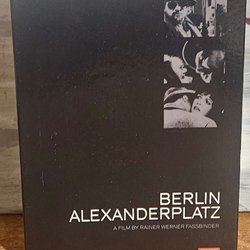 BERLIN
ALEXANDERPLATZ
A FILM BY RAINER WERNER FASSBINDER